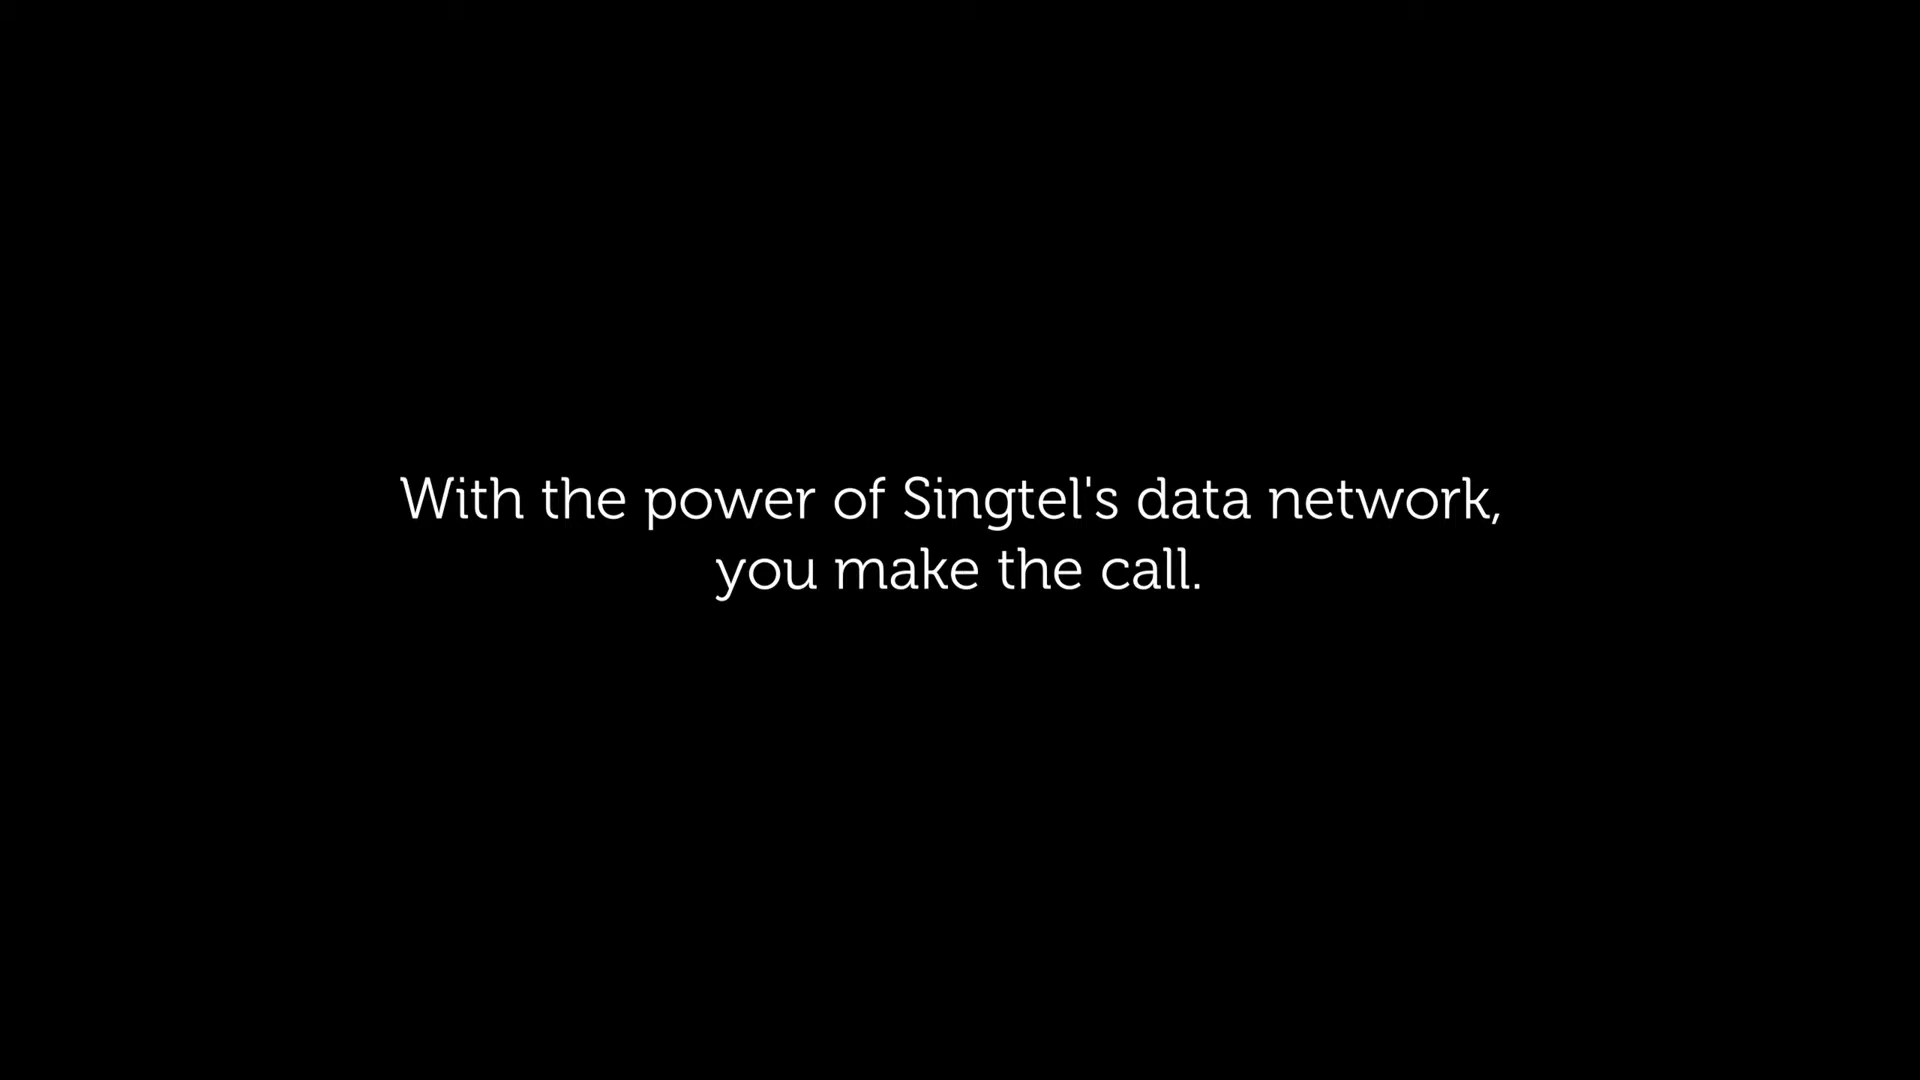 With the power of Singtel's data network,
you make the call.